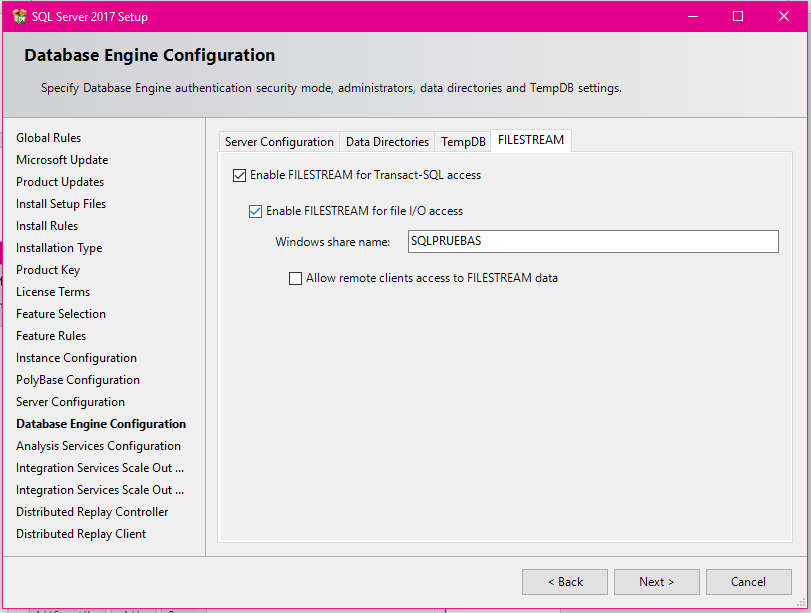 SQL Server 2017 Setup
Database Engine Configuration
Specify Database Engine authentication security mode, administrators, data directories and TempDB settings.
Global Rules
Microsoft Update
Product Updates
Install Setup Files
Install Rules
Installation Type
Product Key
License Terms
Feature Selection
Feature Rules
Instance Configuration
PolyBase Configuration
Server Configuration
Database Engine Configuration
Analysis Services Configuration
Integration Services Scale Out ...
Integration Services Scale Out ...
Distributed Replay Controller
Distributed Replay Client
Server Configuration Data Directories TempDB FILESTREAM
Enable FILESTREAM for Transact-SQL access
Enable FILESTREAM for file I/O access
Windows share name: SQLPRUEBAS
Allow remote clients access to FILESTREAM data
< Back Next > Cancel